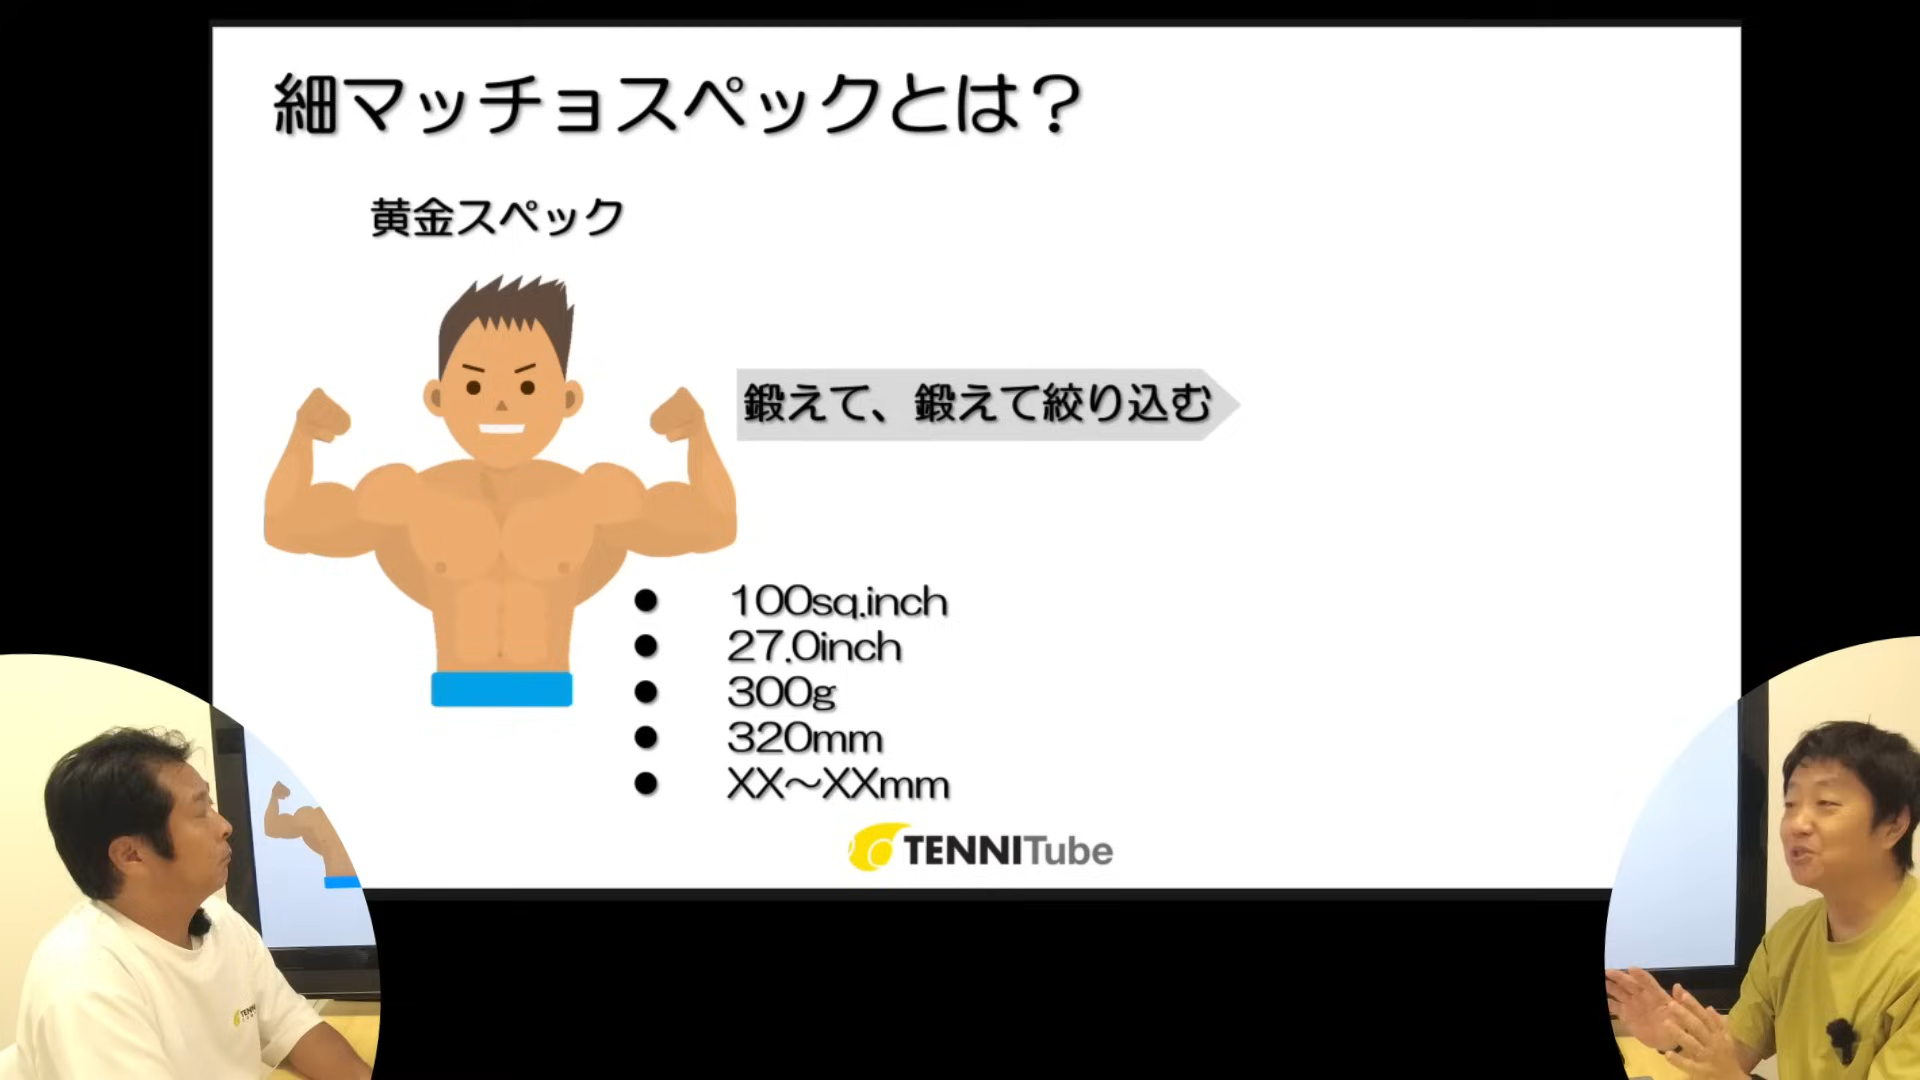 細マッチョスペックとは？
黄金スペック
鍛えて、鍛えて絞り込む
● 100sq.inch
● 27.0inch
● 300g
● 320mm
● XX～XXmm
TENNITube